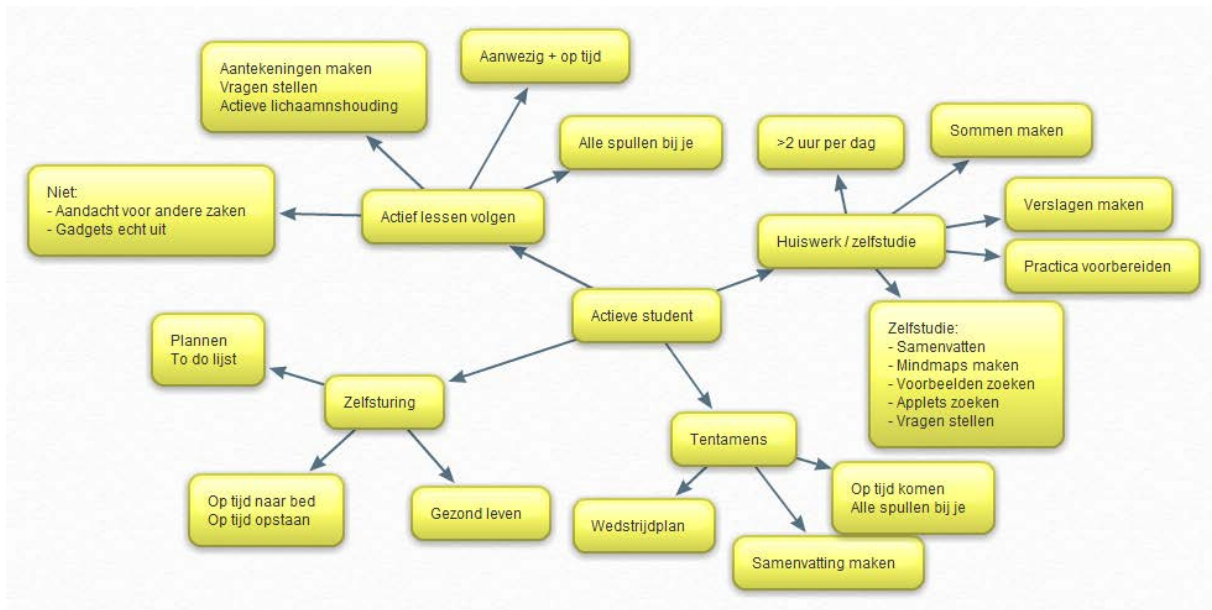 Aantekeningen maken
Vragen stellen
Actieve lichaamnshouding
Aanwezig + op tijd
Alle spullen bij je
Niet:
- Aandacht voor andere zaken
- Gadgets echt uit
Actief lessen volgen
>2 uur per dag
Sommen maken
Verslagen maken
Huiswerk / zelfstudie
Practica voorbereiden
Actieve student
Zelfstudie:
- Samenvatten
- Mindmaps maken
- Voorbeelden zoeken
- Applets zoeken
- Vragen stellen
Plannen
To do lijst
Zelfsturing
Op tijd naar bed
Op tijd opstaan
Gezond leven
Tentamens
Wedstrijdplan
Op tijd komen
Alle spullen bij je
Samenvatting maken